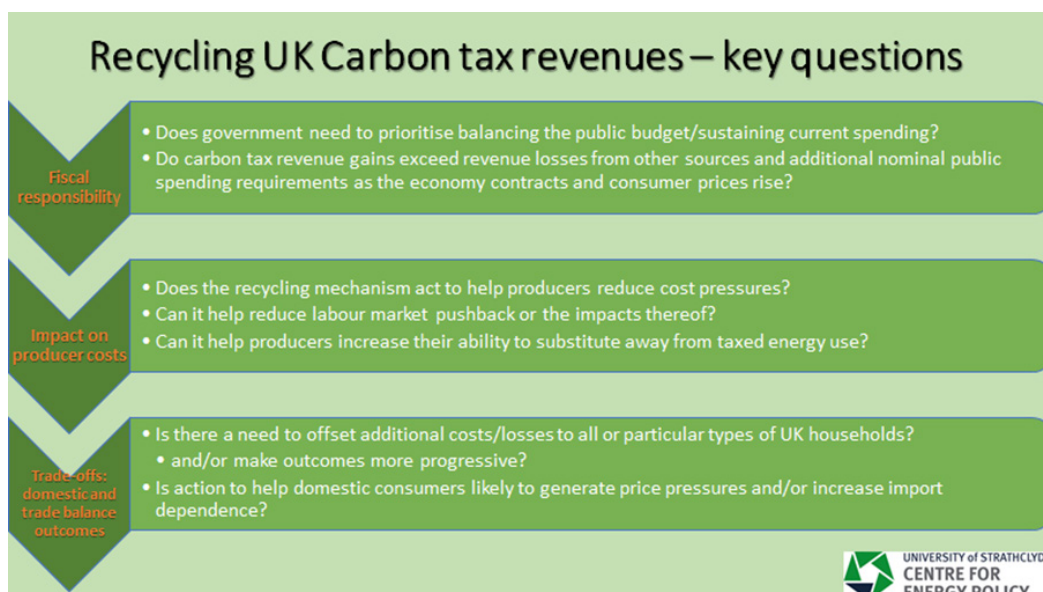 Recycling UK Carbon tax revenues – key questions
Fiscal
responsibility
• Does government need to prioritise balancing the public budget/sustaining current spending?
• Do carbon tax revenue gains exceed revenue losses from other sources and additional nominal public
spending requirements as the economy contracts and consumer prices rise?
Impact on
producer costs
• Does the recycling mechanism act to help producers reduce cost pressures?
• Can it help reduce labour market pushback or the impacts thereof?
• Can it help producers increase their ability to substitute away from taxed energy use?
Trade-offs:
domestic and
trade balance
outcomes
• Is there a need to offset additional costs/losses to all or particular types of UK households?
• and/or make outcomes more progressive?
• Is action to help domestic consumers likely to generate price pressures and/or increase import
dependence?
UNIVERSITY of STRATHCLYD
CENTRE FOR
ENERGY POLICY